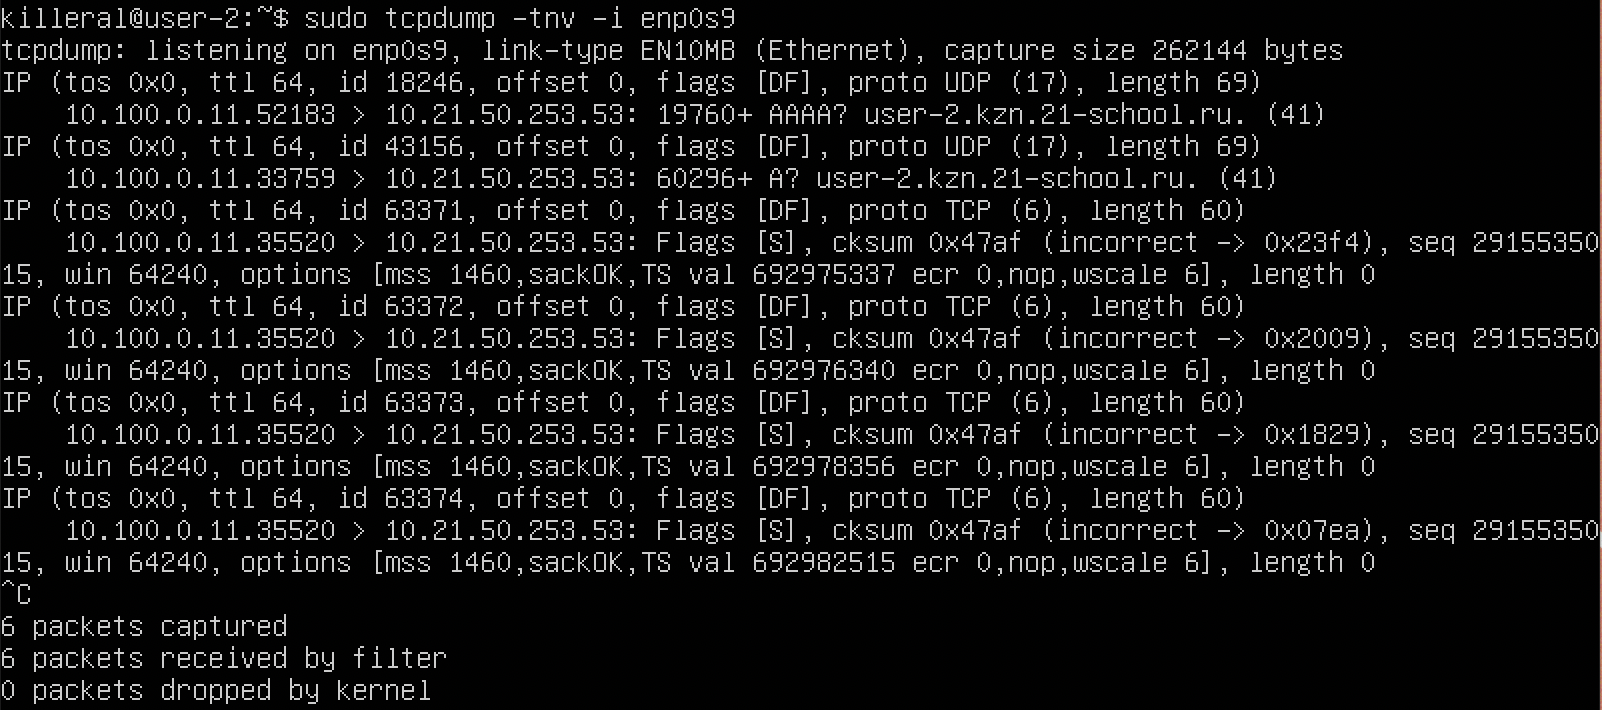 killeral@user-2:~$ sudo tcpdump -tnv -i enp0s9
tcpdump: listening on enp0s9, link-type EN10MB (Ethernet), capture size 262144 bytes
IP (tos 0x0, ttl 64, id 18246, offset 0, flags [DF], proto UDP (17), length 69)
    10.100.0.11.52183 > 10.21.50.253.53: 19760+ AAAA? user-2.kzn.21-school.ru. (41)
IP (tos 0x0, ttl 64, id 43156, offset 0, flags [DF], proto UDP (17), length 69)
    10.100.0.11.33759 > 10.21.50.253.53: 60296+ A? user-2.kzn.21-school.ru. (41)
IP (tos 0x0, ttl 64, id 63371, offset 0, flags [DF], proto TCP (6), length 60)
    10.100.0.11.35520 > 10.21.50.253.53: Flags [S], cksum 0x47af (incorrect -> 0x23f4), seq 29155350
15, win 64240, options [mss 1460,sackOK,TS val 692975337 ecr 0,nop,wscale 6], length 0
IP (tos 0x0, ttl 64, id 63372, offset 0, flags [DF], proto TCP (6), length 60)
    10.100.0.11.35520 > 10.21.50.253.53: Flags [S], cksum 0x47af (incorrect -> 0x2009), seq 29155350
15, win 64240, options [mss 1460,sackOK,TS val 692976340 ecr 0,nop,wscale 6], length 0
IP (tos 0x0, ttl 64, id 63373, offset 0, flags [DF], proto TCP (6), length 60)
    10.100.0.11.35520 > 10.21.50.253.53: Flags [S], cksum 0x47af (incorrect -> 0x1829), seq 29155350
15, win 64240, options [mss 1460,sackOK,TS val 692978356 ecr 0,nop,wscale 6], length 0
IP (tos 0x0, ttl 64, id 63374, offset 0, flags [DF], proto TCP (6), length 60)
    10.100.0.11.35520 > 10.21.50.253.53: Flags [S], cksum 0x47af (incorrect -> 0x07ea), seq 29155350
15, win 64240, options [mss 1460,sackOK,TS val 692982515 ecr 0,nop,wscale 6], length 0
^C
6 packets captured
6 packets received by filter
0 packets dropped by kernel